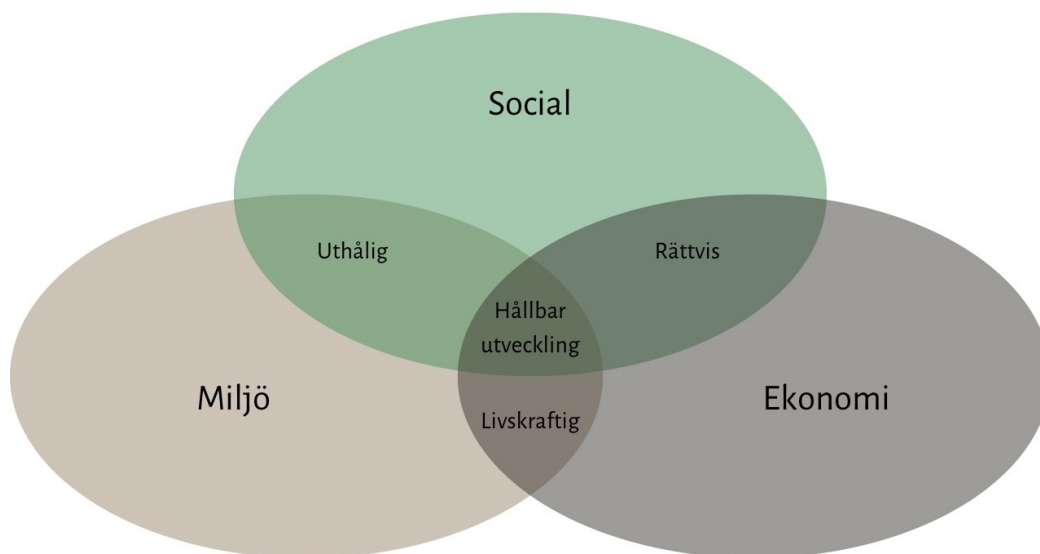 Social
Uthålig
Rättvis
Hållbar
utveckling
Miljö
Ekonomi
Livskraftig